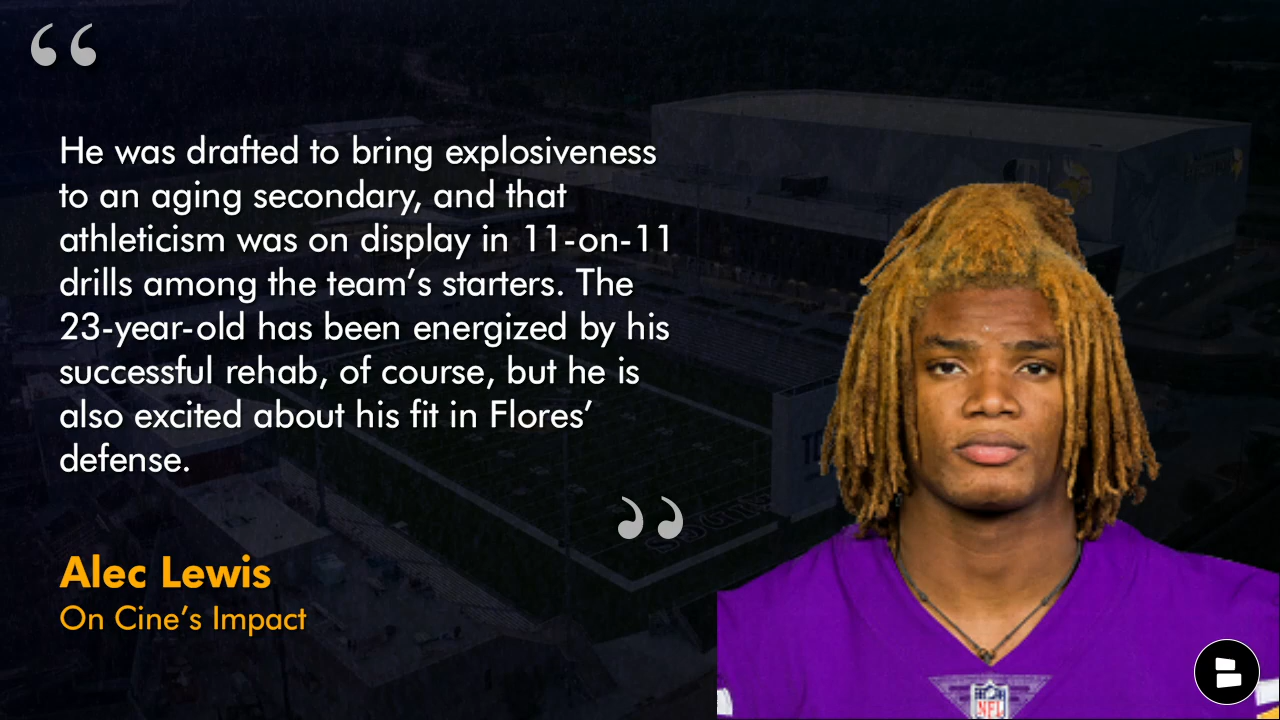 “
He was drafted to bring explosiveness
to an aging secondary, and that
athleticism was on display in 11-on-11
drills among the team’s starters. The
23-year-old has been energized by his
successful rehab, of course, but he is
also excited about his fit in Flores’
defense.
”
Alec Lewis
On Cine’s Impact
NFL